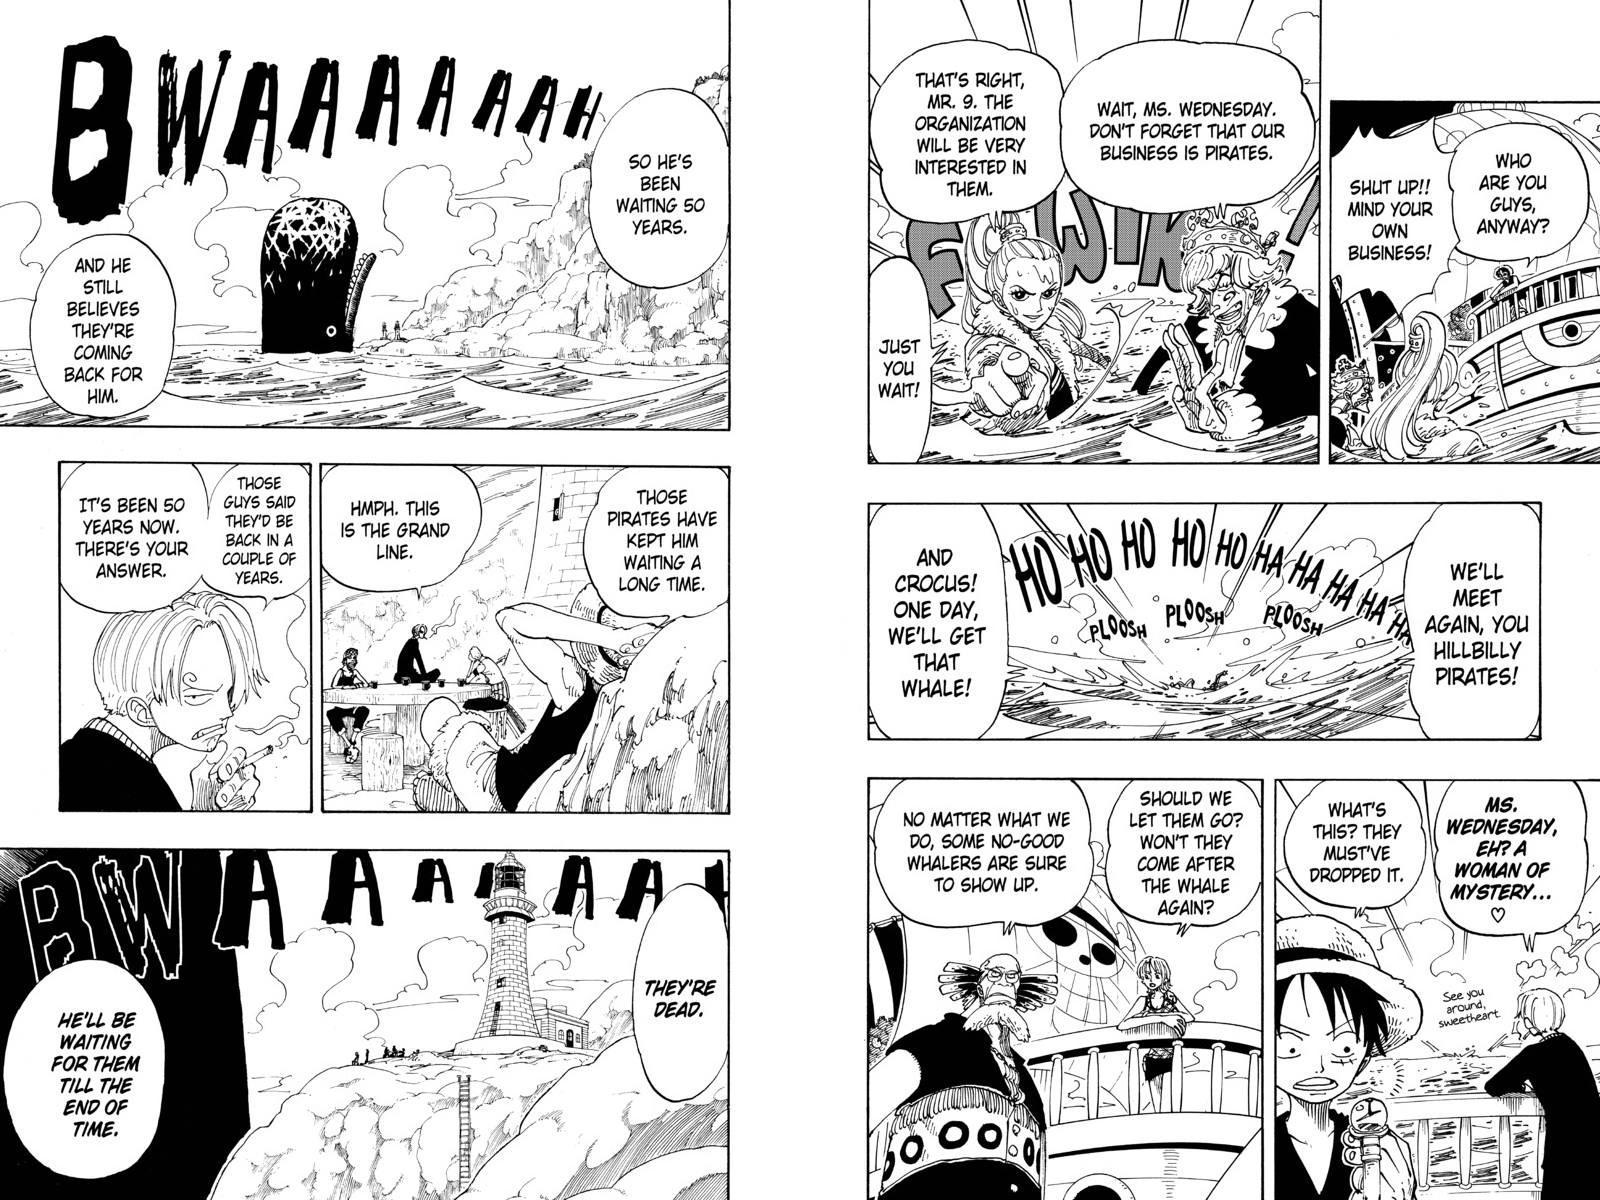 WHO
ARE YOU
GUYS,
ANYWAY?
SHUT UP!!
MIND YOUR
OWN
BUSINESS!
WAIT, MS. WEDNESDAY.
DON'T FORGET THAT OUR
BUSINESS IS PIRATES.
THAT'S RIGHT,
MR. 9. THE
ORGANIZATION
WILL BE VERY
INTERESTED IN
THEM.
JUST
YOU
WAIT!
WE'LL
MEET
AGAIN, YOU
HILLBILLY
PIRATES!
HO HO HO HO HO HA HA HA HA HA
PLOOSH
PLOOSH
PLOOSH
AND
CROCUS!
ONE DAY,
WE'LL GET
THAT
WHALE!
MS.
WEDNESDAY,
EH? A
WOMAN OF
MYSTERY...
♡
See you
around,
sweetheart.
WHAT'S
THIS? THEY
MUST'VE
DROPPED IT.
SHOULD WE
LET THEM GO?
WON'T THEY
COME AFTER
THE WHALE
AGAIN?
NO MATTER WHAT WE
DO, SOME NO-GOOD
WHALERS ARE SURE
TO SHOW UP.
BWAAAAAAAH
SO HE'S
BEEN
WAITING 50
YEARS.
AND HE
STILL
BELIEVES
THEY'RE
COMING
BACK FOR
HIM.
THOSE
PIRATES HAVE
KEPT HIM
WAITING A
LONG TIME.
HMPH. THIS
IS THE GRAND
LINE.
THOSE
GUYS SAID
THEY'D BE
BACK IN A
COUPLE OF
YEARS.
IT'S BEEN 50
YEARS NOW.
THERE'S YOUR
ANSWER.
BWAAAAAAAH
THEY'RE
DEAD.
HE'LL BE
WAITING
FOR THEM
TILL THE
END OF
TIME.